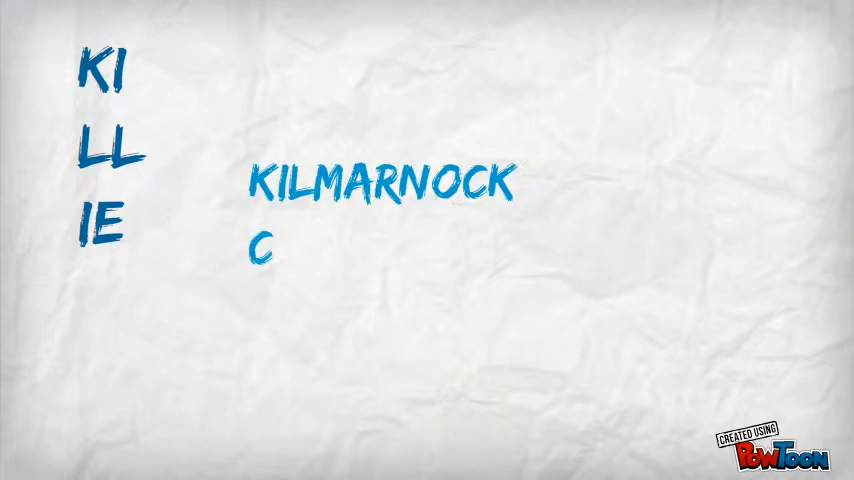 KI
LL
IE
KILMARNOCK
C
CREATED USING
POWTOON